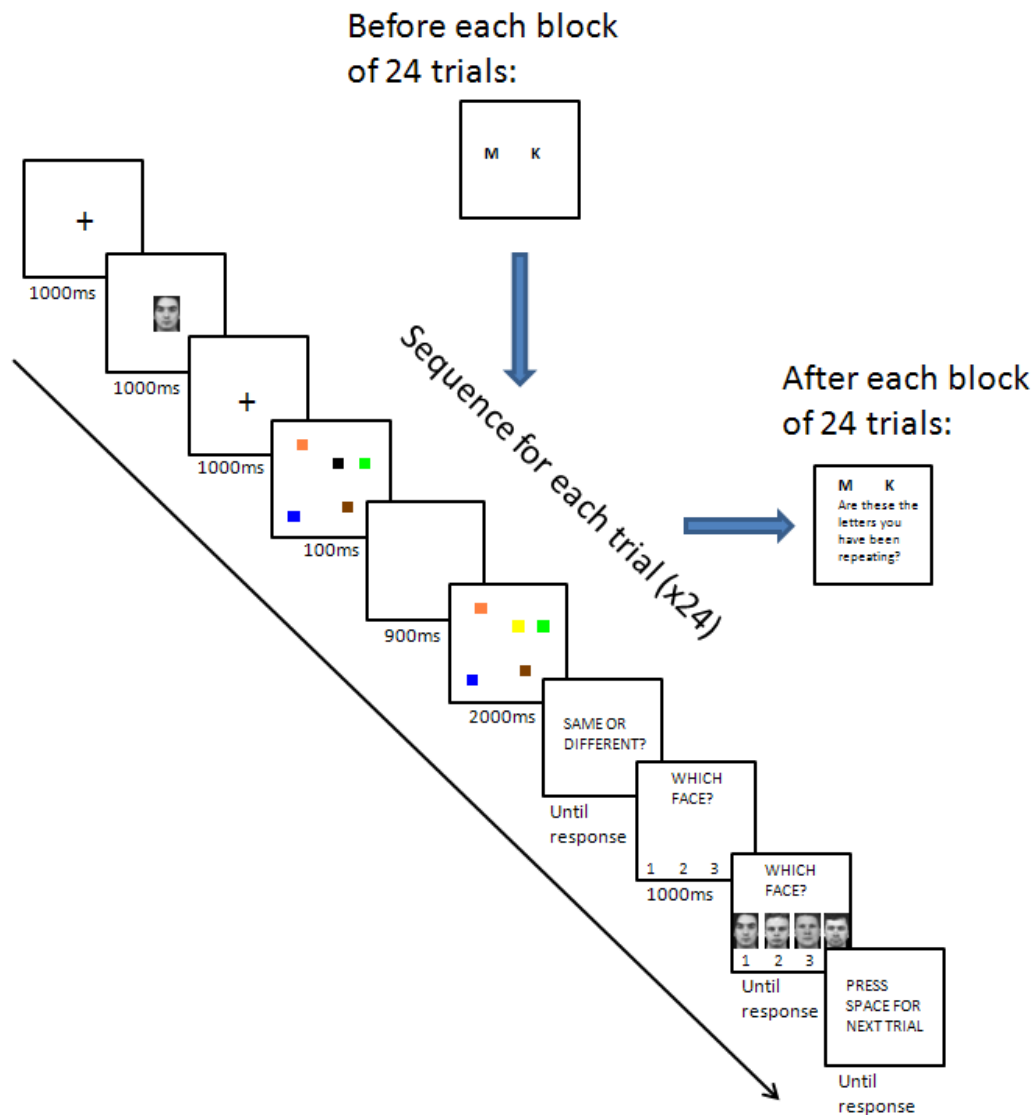 Before each block
of 24 trials:
M K
+
1000ms
1000ms
+
1000ms
100ms
900ms
2000ms
Sequence for each trial (x24)
After each block
of 24 trials:
M K
Are these the
letters you
have been
repeating?
SAME OR
DIFFERENT?
Until
response
WHICH
FACE?
1 2 3
1000ms
WHICH
FACE?
1 2 3
Until
response
PRESS
SPACE FOR
NEXT TRIAL
Until
response